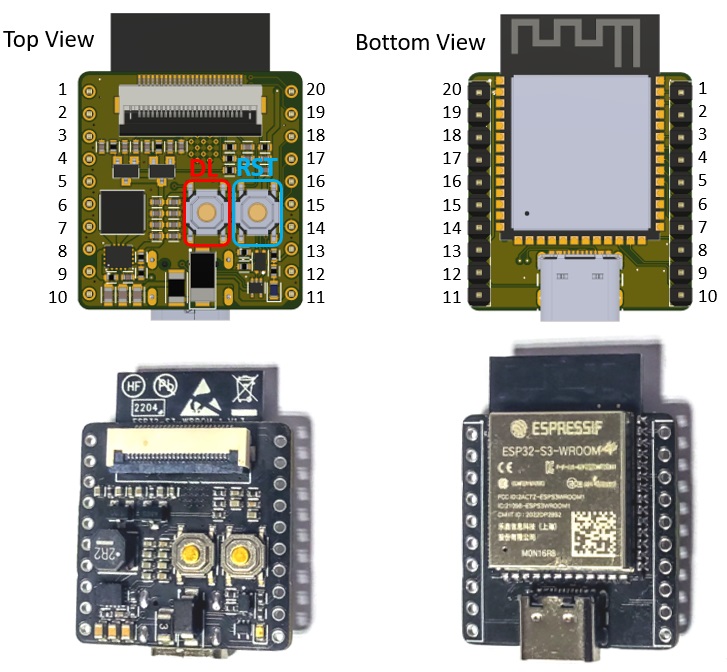 Top View
Bottom View
1
2
3
4
5
6
7
8
9
10
20
19
18
17
16
15
14
13
12
11
DL
RST
20
19
18
17
16
15
14
13
12
11
1
2
3
4
5
6
7
8
9
10
HF
Pb
2204
2R2
3
ESPRESSIF
ESP32-S3-WROOM
CE
FCC ID:2AC7Z-ESPS3WROOM1
IC:21098-ESPS3WROOM1
乐鑫信息科技（上海）
股份有限公司
M0N16R8